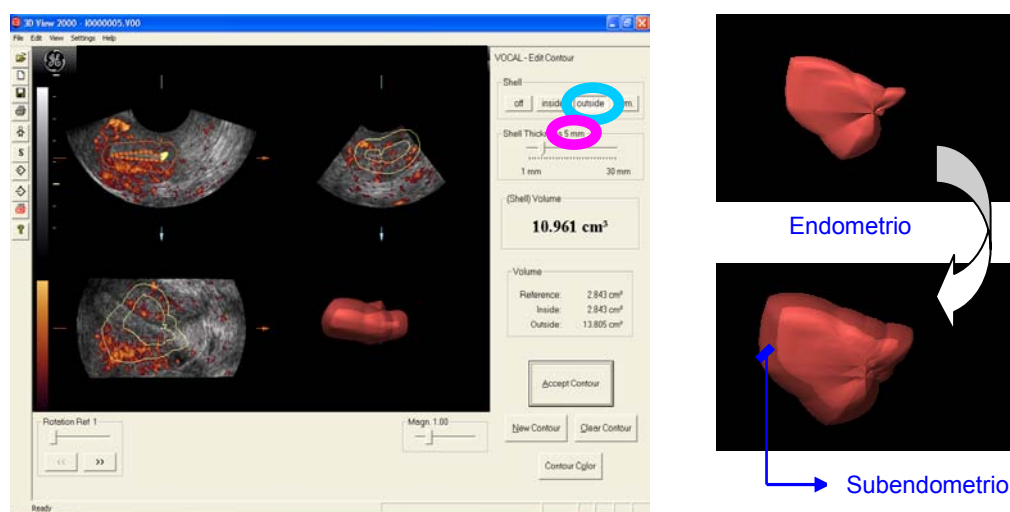 3D View 2000 - I0000005.V00
File Edit View Settings Help
VOCAL - Edit Contour
Shell
off inside outside
Shell Thickness 5 mm
1 mm 30 mm
(Shell) Volume
10.961 cm³
Volume
Reference: 2.843 cm³
Inside: 2.843 cm³
Outside: 13.805 cm³
Accept Contour
New Contour Clear Contour
Contour Color
Rotation Ref. 1
<< >>
Magn. 1.00
Ready
S
?
GE
Endometrio
Subendometrio